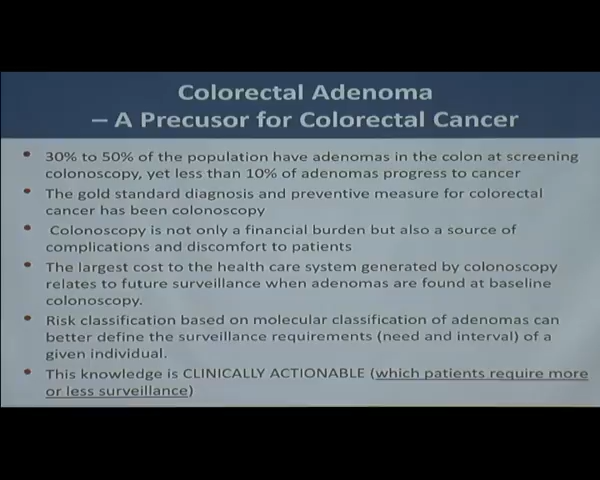 Colorectal Adenoma
– A Precusor for Colorectal Cancer
• 30% to 50% of the population have adenomas in the colon at screening
colonoscopy, yet less than 10% of adenomas progress to cancer
• The gold standard diagnosis and preventive measure for colorectal
cancer has been colonoscopy
• Colonoscopy is not only a financial burden but also a source of
complications and discomfort to patients
• The largest cost to the health care system generated by colonoscopy
relates to future surveillance when adenomas are found at baseline
colonoscopy.
• Risk classification based on molecular classification of adenomas can
better define the surveillance requirements (need and interval) of a
given individual.
• This knowledge is CLINICALLY ACTIONABLE (which patients require more
or less surveillance)